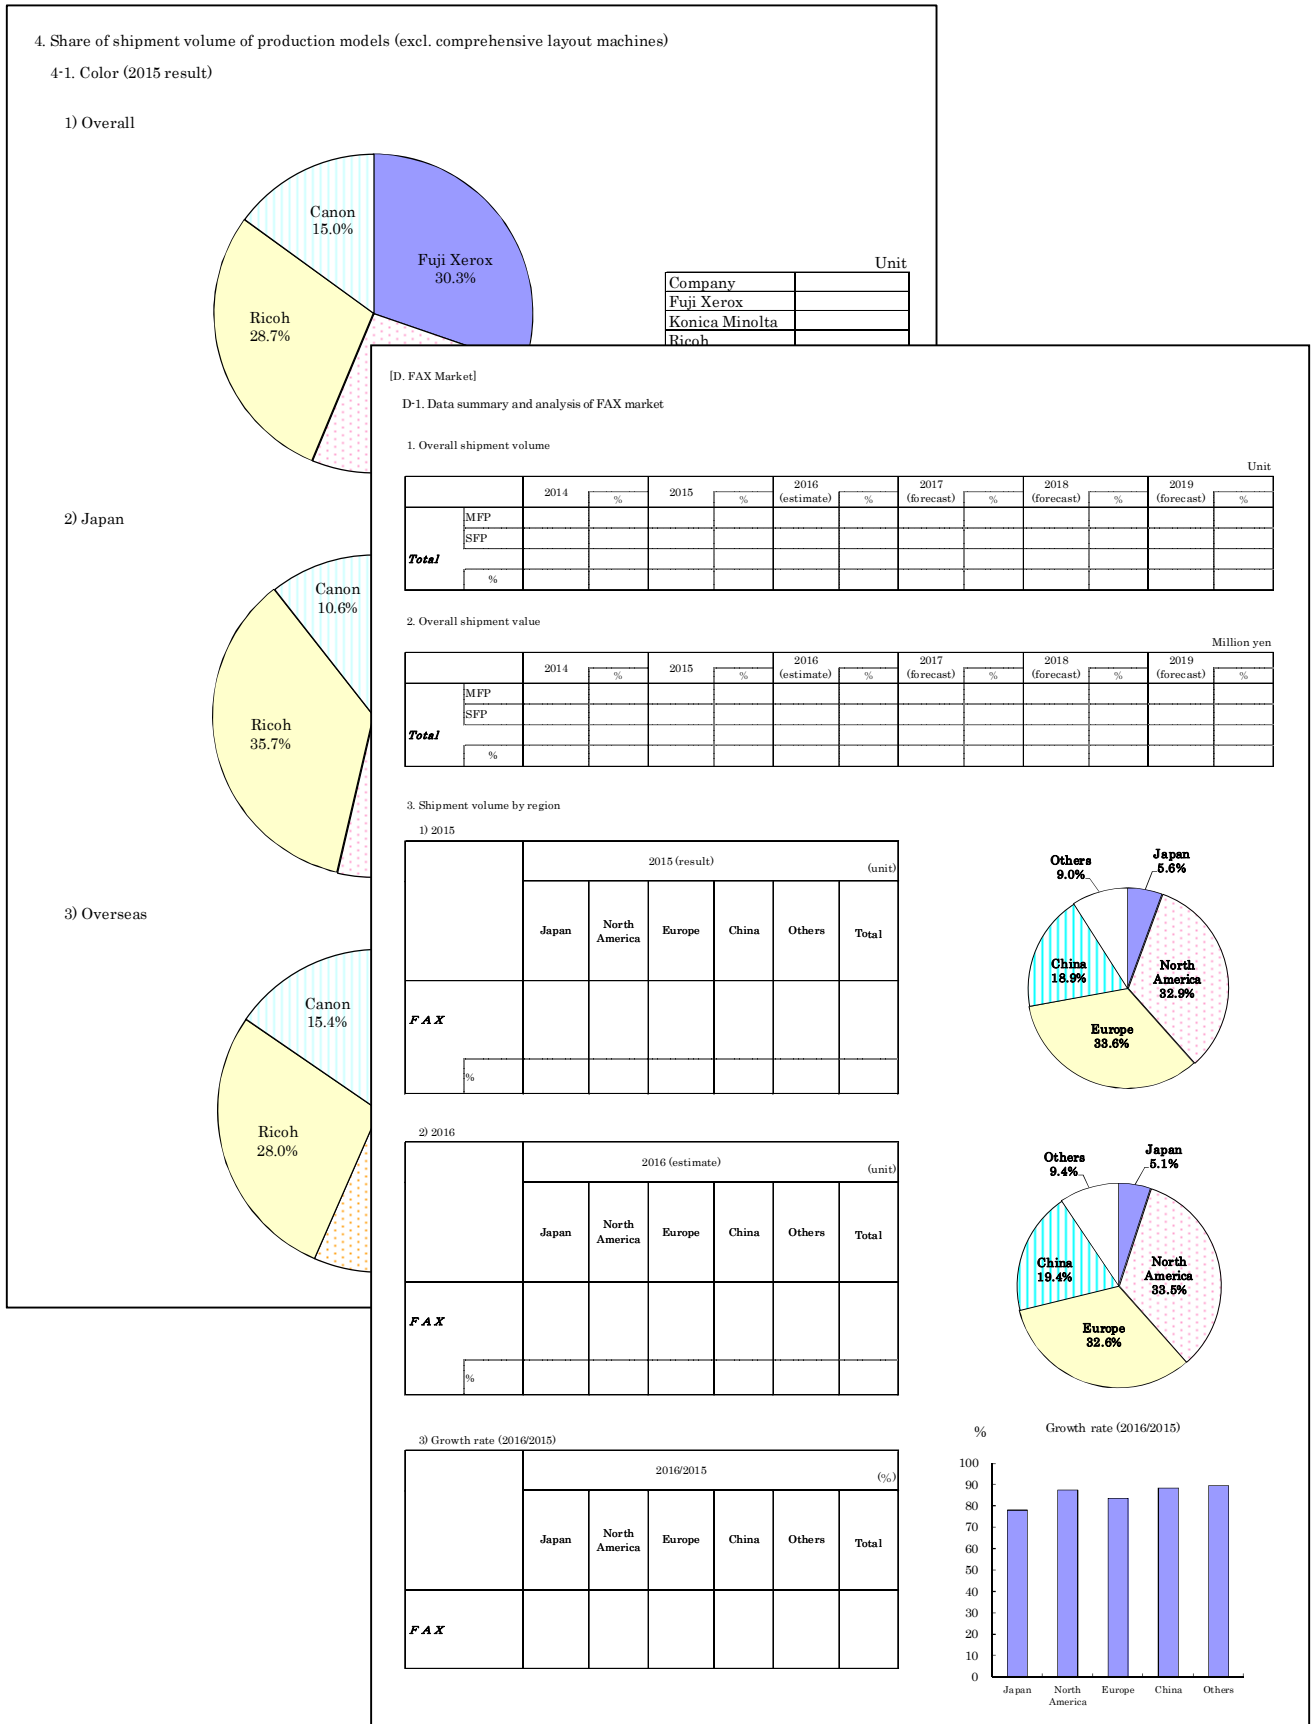 4. Share of shipment volume of production models (excl. comprehensive layout machines)
4-1. Color (2015 result)
1) Overall
Canon
15.0%
Fuji Xerox
30.3%
Ricoh
28.7%
Unit
Company
Fuji Xerox
Konica Minolta
Ricoh
2) Japan
Canon
10.6%
Ricoh
35.7%
3) Overseas
Canon
15.4%
Ricoh
28.0%
[D. FAX Market]
D-1. Data summary and analysis of FAX market
1. Overall shipment volume
Unit
2014 % 2015 % 2016 (estimate) % 2017 (forecast) % 2018 (forecast) % 2019 (forecast) %
MFP
SFP
Total
%
2. Overall shipment value
Million yen
2014 % 2015 % 2016 (estimate) % 2017 (forecast) % 2018 (forecast) % 2019 (forecast) %
MFP
SFP
Total
%
3. Shipment volume by region
1) 2015
2015 (result) (unit)
Japan North America Europe China Others Total
FAX
%
Others
9.0%
Japan
5.6%
China
18.9%
North
America
32.9%
Europe
33.6%
2) 2016
2016 (estimate) (unit)
Japan North America Europe China Others Total
FAX
%
Others
9.4%
Japan
5.1%
China
19.4%
North
America
33.5%
Europe
32.6%
3) Growth rate (2016/2015)
2016/2015 (%)
Japan North America Europe China Others Total
FAX
% Growth rate (2016/2015)
100
90
80
70
60
50
40
30
20
10
0
Japan North America Europe China Others